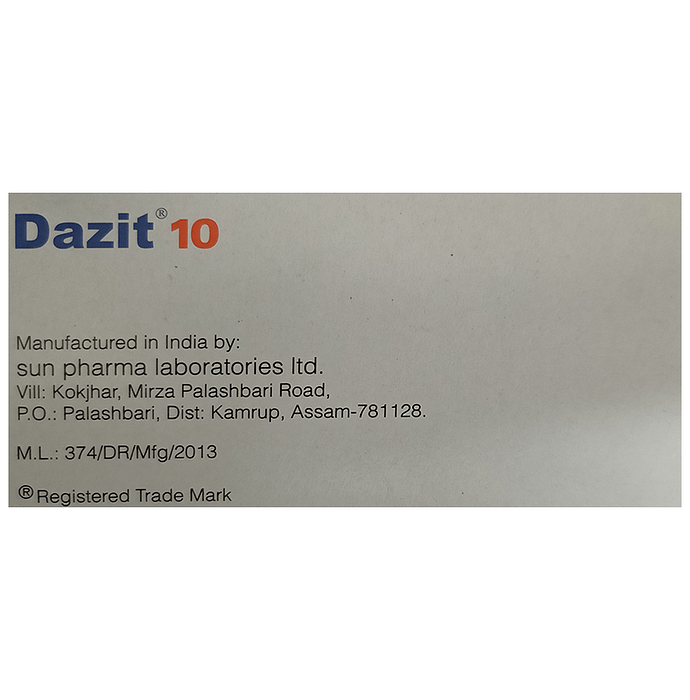 Dazit® 10
Manufactured in India by:
sun pharma laboratories ltd.
Vill: Kokjhar, Mirza Palashbari Road,
P.O.: Palashbari, Dist: Kamrup, Assam-781128.
M.L.: 374/DR/Mfg/2013
® Registered Trade Mark